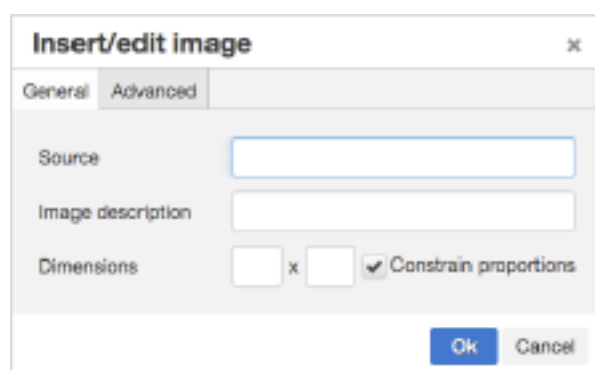 Insert/edit image ×
General Advanced
Source
Image description
Dimensions x Constrain proportions
Ok Cancel